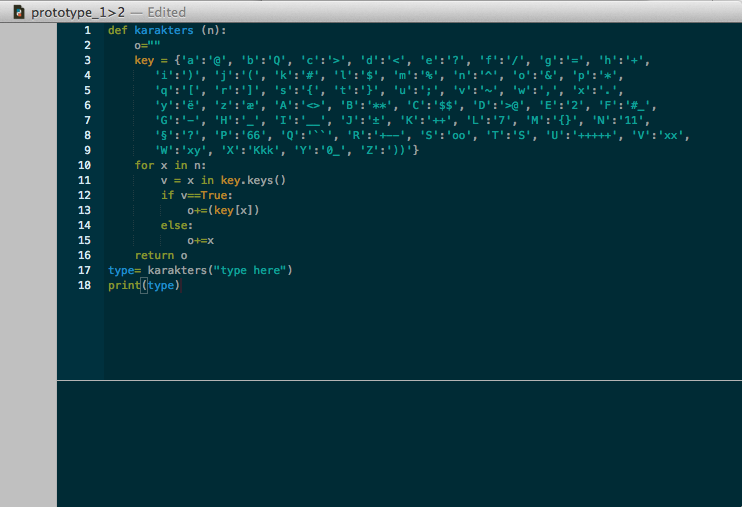 prototype_1>2 — Edited
1 def karakters (n):
2     o=""
3     key = {'a':'@', 'b':'Q', 'c':'>', 'd':'<', 'e':'?', 'f':'/', 'g':'=', 'h':'+',
4        'i':')', 'j':'(', 'k':'#', 'l':'$', 'm':'%', 'n':'^', 'o':'&', 'p':'*',
5        'q':'[', 'r':']', 's':'{', 't':'}', 'u':';', 'v':'~', 'w':',', 'x':'.',
6        'y':'ë', 'z':'æ', 'A':'<>', 'B':'**', 'C':'$$', 'D':'>@', 'E':'2', 'F':'#_',
7        'G':'-', 'H':'_', 'I':'__', 'J':'±', 'K':'++', 'L':'7', 'M':'{}', 'N':'11',
8        '§':'?', 'P':'66', 'Q':'``', 'R':'+--', 'S':'oo', 'T':'S', 'U':'+++++', 'V':'xx',
9        'W':'xy', 'X':'Kkk', 'Y':'0_', 'Z':'))'}
10     for x in n:
11         v = x in key.keys()
12         if v==True:
13             o+=(key[x])
14         else:
15             o+=x
16     return o
17 type= karakters("type here")
18 print(type)